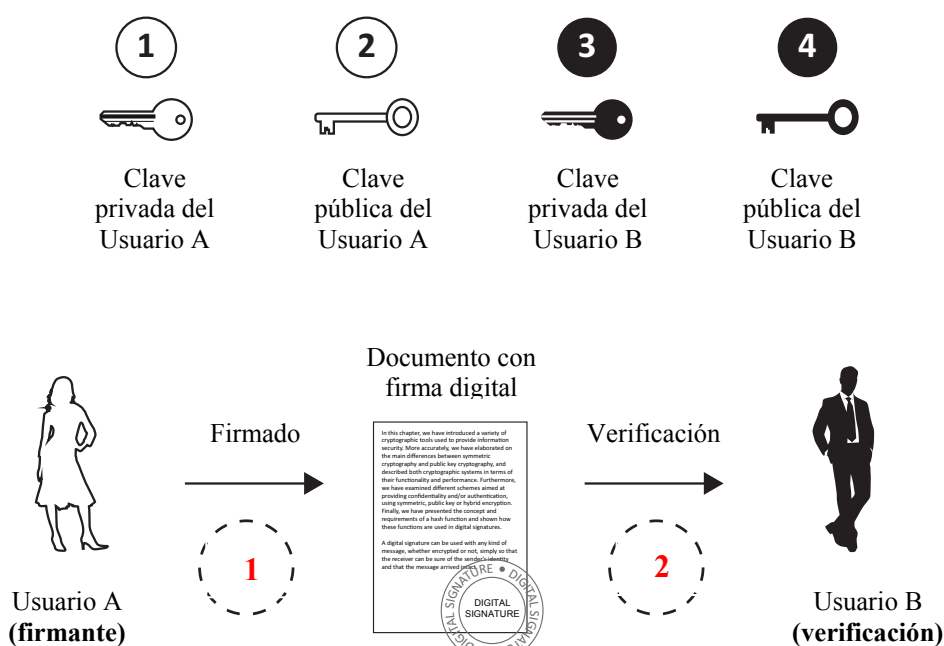 1
2
3
4
Clave
privada del
Usuario A
Clave
pública del
Usuario A
Clave
privada del
Usuario B
Clave
pública del
Usuario B
Documento con
firma digital
Firmado
Verificación
In this chapter, we have introduced a variety of
cryptographic tools used to provide information
security. More accurately, we have elaborated on
the main differences between symmetric
cryptography and public key cryptography, and
described both cryptographic systems in terms of
their functionality and performance. Furthermore,
we have examined different schemes aimed at
providing confidentiality and/or authentication,
using symmetric, public key or hybrid encryption.
Finally, we have presented the concept and
requirements of a hash function and shown how
these functions are used in digital signatures.
A digital signature can be used with any kind of
message, whether encrypted or not, simply so that
the receiver can be sure of the sender's identity
and that the message arrived intact.
DIGITAL SIGNATURE • DIGITAL SIGNATURE
DIGITAL
SIGNATURE
1
2
Usuario A
(firmante)
Usuario B
(verificación)